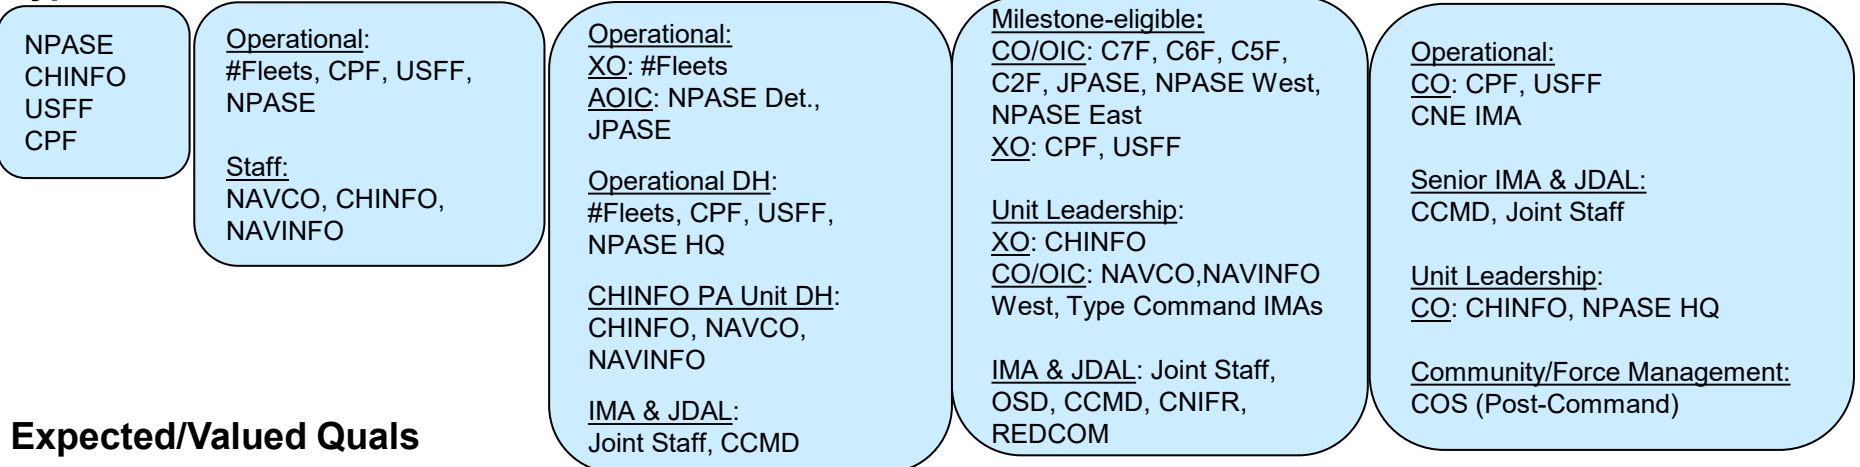 NPASE
CHINFO
USFF
CPF
Operational:
#Fleets, CPF, USFF,
NPASE
Staff:
NAVCO, CHINFO,
NAVINFO
Operational:
XO: #Fleets
AOIC: NPASE Det.,
JPASE
Operational DH:
#Fleets, CPF, USFF,
NPASE HQ
CHINFO PA Unit DH:
CHINFO, NAVCO,
NAVINFO
IMA & JDAL:
Joint Staff, CCMD
Milestone-eligible:
CO/OIC: C7F, C6F, C5F,
C2F, JPASE, NPASE West,
NPASE East
XO: CPF, USFF
Unit Leadership:
XO: CHINFO
CO/OIC: NAVCO,NAVINFO
West, Type Command IMAs
IMA & JDAL: Joint Staff,
OSD, CCMD, CNIFR,
REDCOM
Operational:
CO: CPF, USFF
CNE IMA
Senior IMA & JDAL:
CCMD, Joint Staff
Unit Leadership:
CO: CHINFO, NPASE HQ
Community/Force Management:
COS (Post-Command)
Expected/Valued Quals